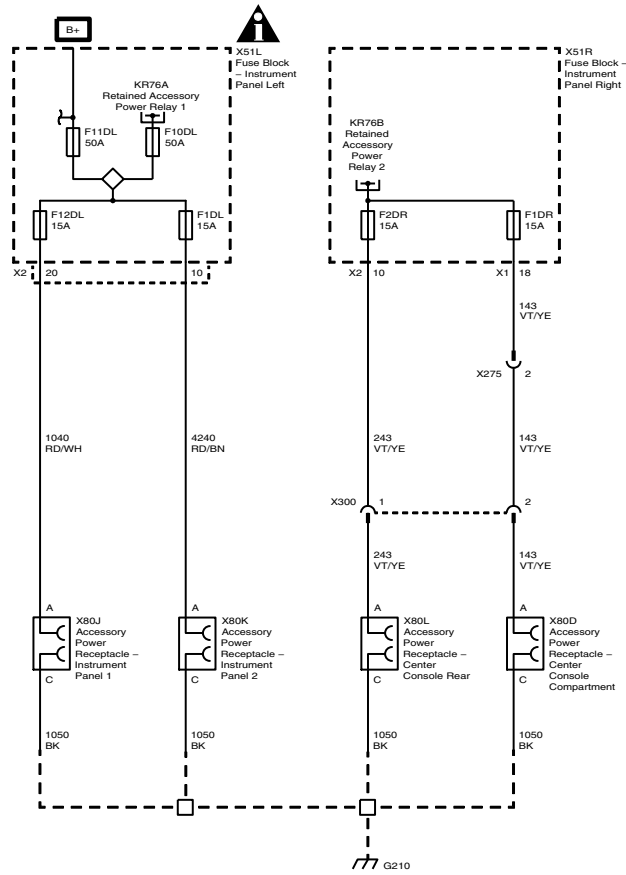 B+
i
X51L
Fuse Block
– Instrument
Panel Left
KR76A
Retained Accessory
Power Relay 1
F11DL
50A
F10DL
50A
F12DL
15A
F1DL
15A
X2
20
10
X51R
Fuse Block –
Instrument
Panel Right
KR76B
Retained
Accessory
Power
Relay 2
F2DR
15A
F1DR
15A
X2
10
X1
18
143
VT/YE
X275
2
1040
RD/WH
4240
RD/BN
243
VT/YE
143
VT/YE
X300
1
2
243
VT/YE
143
VT/YE
A
X80J
Accessory
Power
Receptacle –
Instrument
Panel 1
C
A
X80K
Accessory
Power
Receptacle –
Instrument
Panel 2
C
A
X80L
Accessory
Power
Receptacle –
Center
Console Rear
C
A
X80D
Accessory
Power
Receptacle –
Center
Console
Compartment
C
1050
BK
1050
BK
1050
BK
1050
BK
G210